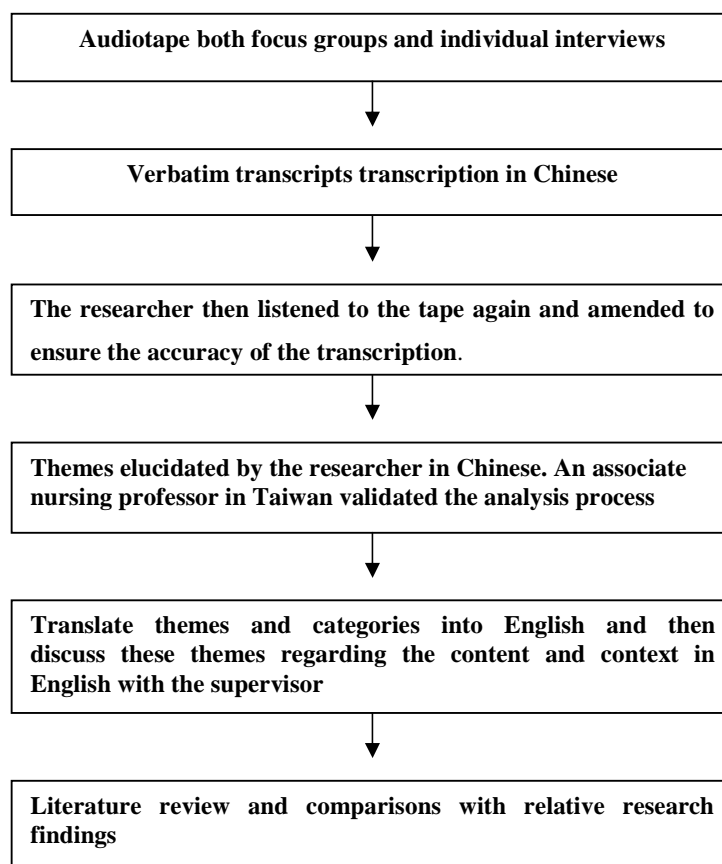 Audiotape both focus groups and individual interviews
Verbatim transcripts transcription in Chinese
The researcher then listened to the tape again and amended to
ensure the accuracy of the transcription.
Themes elucidated by the researcher in Chinese. An associate
nursing professor in Taiwan validated the analysis process
Translate themes and categories into English and then
discuss these themes regarding the content and context in
English with the supervisor
Literature review and comparisons with relative research
findings